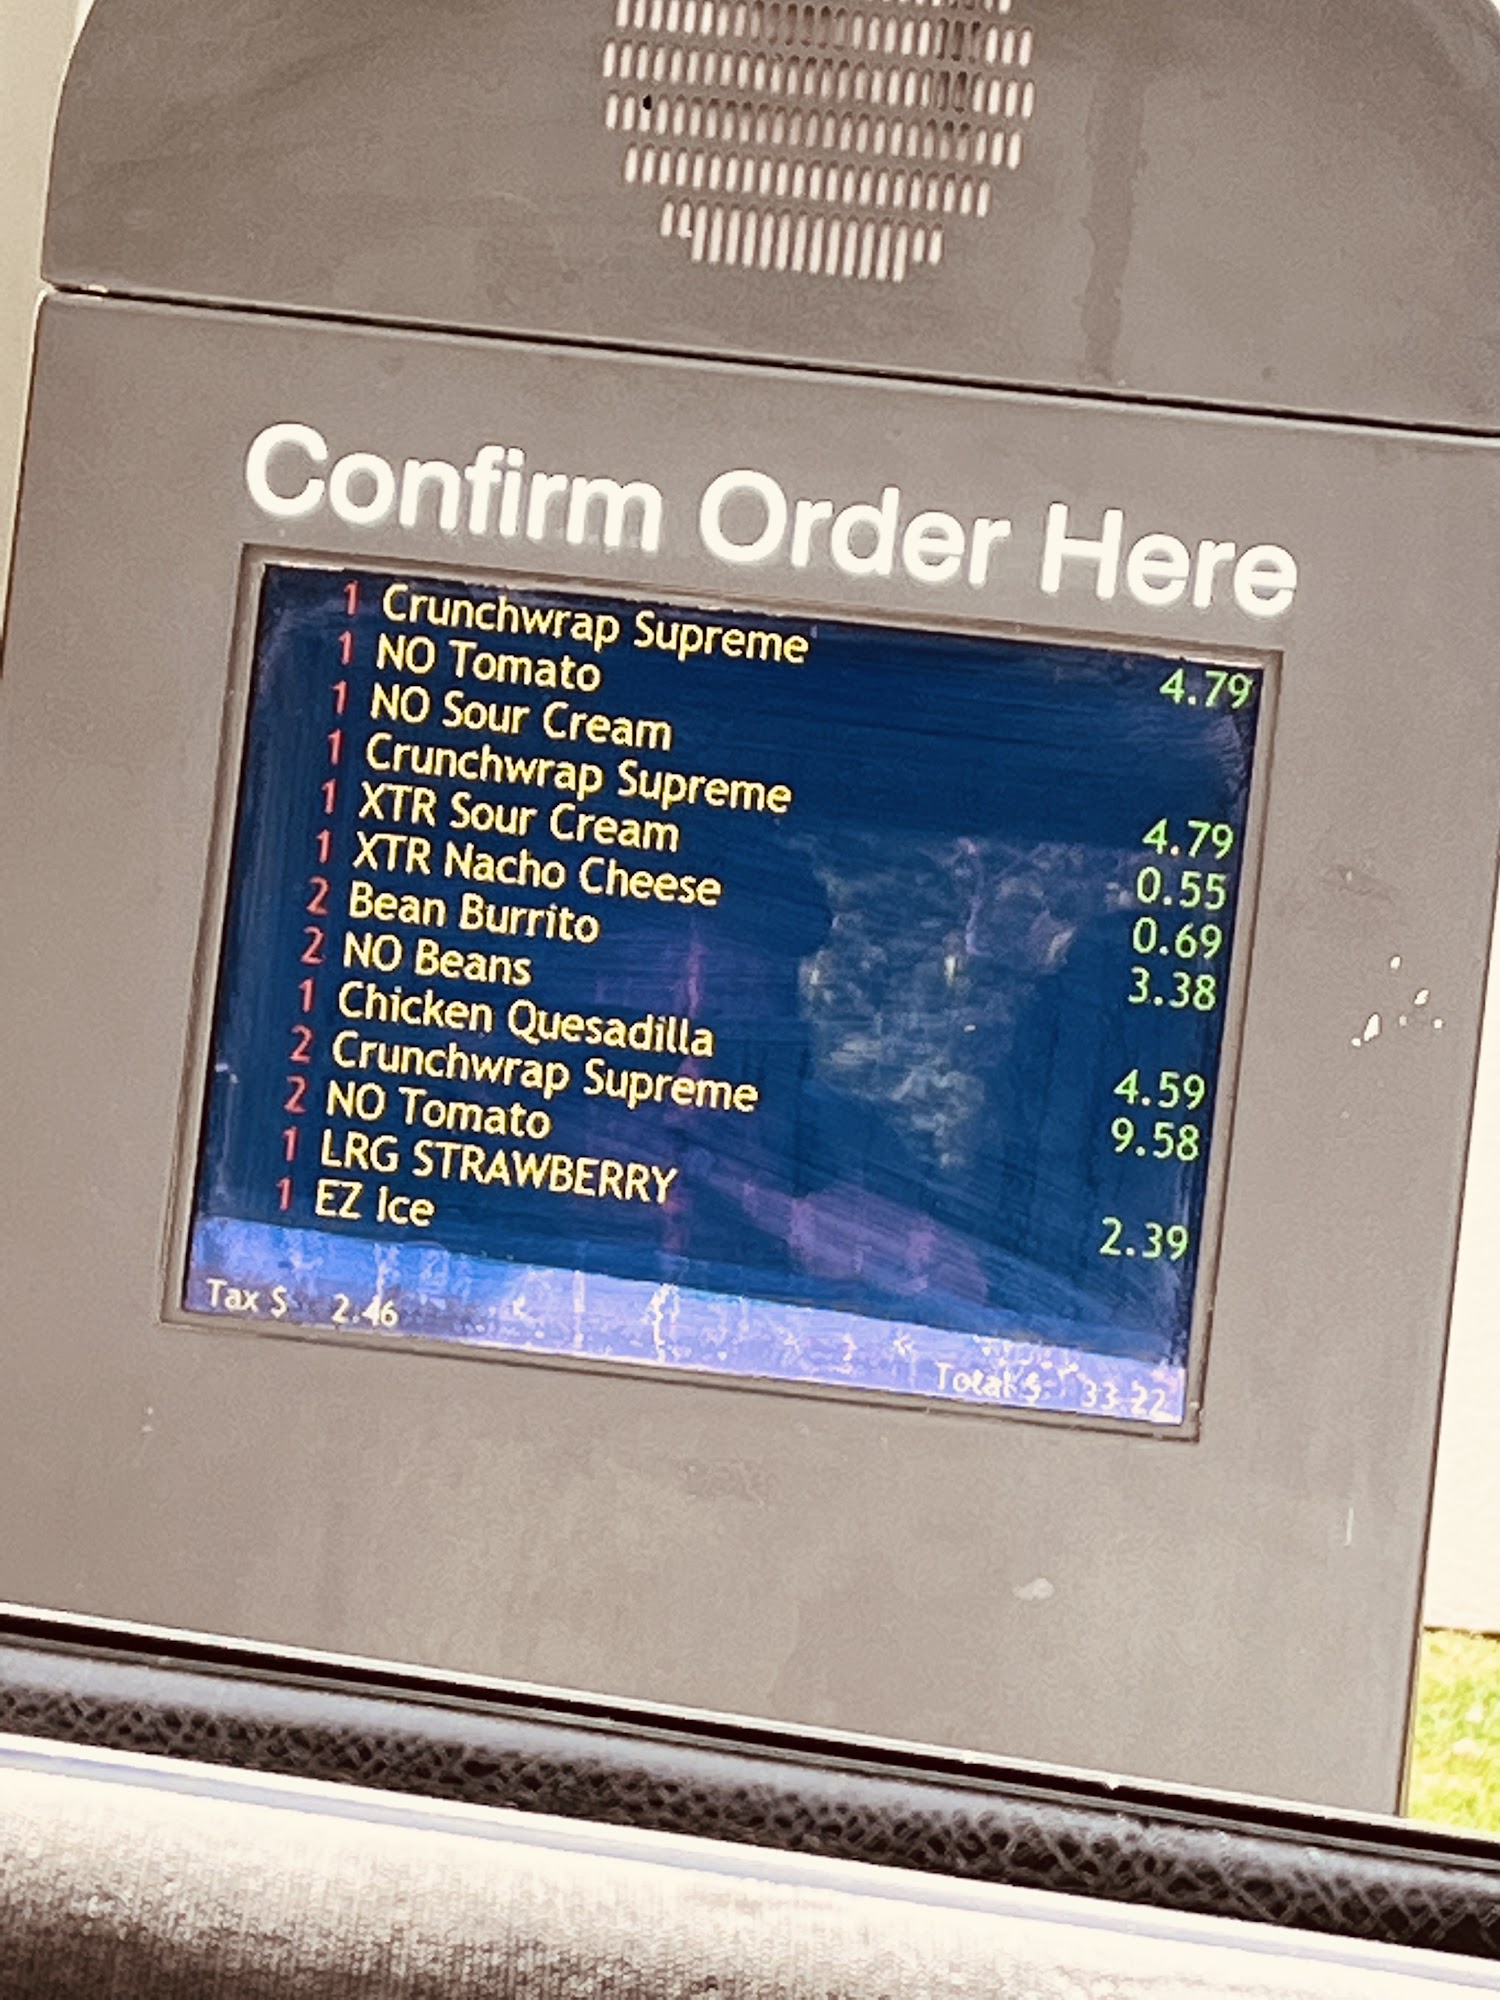 Confirm Order Here
1 Crunchwrap Supreme 4.79
1 NO Tomato
1 NO Sour Cream
1 Crunchwrap Supreme 4.79
1 XTR Sour Cream 0.55
1 XTR Nacho Cheese 0.69
2 Bean Burrito 3.38
2 NO Beans
1 Chicken Quesadilla 4.59
2 Crunchwrap Supreme 9.58
2 NO Tomato
1 LRG STRAWBERRY 2.39
1 EZ Ice
Tax $ 2.46 Total $ 33.22